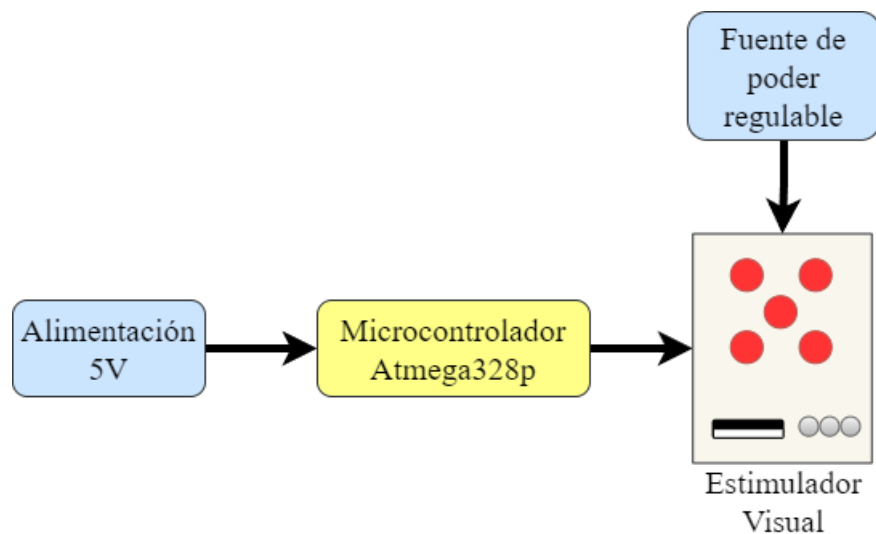 Fuente de
poder
regulable
Alimentación
5V
Microcontrolador
Atmega328p
Estimulador
Visual